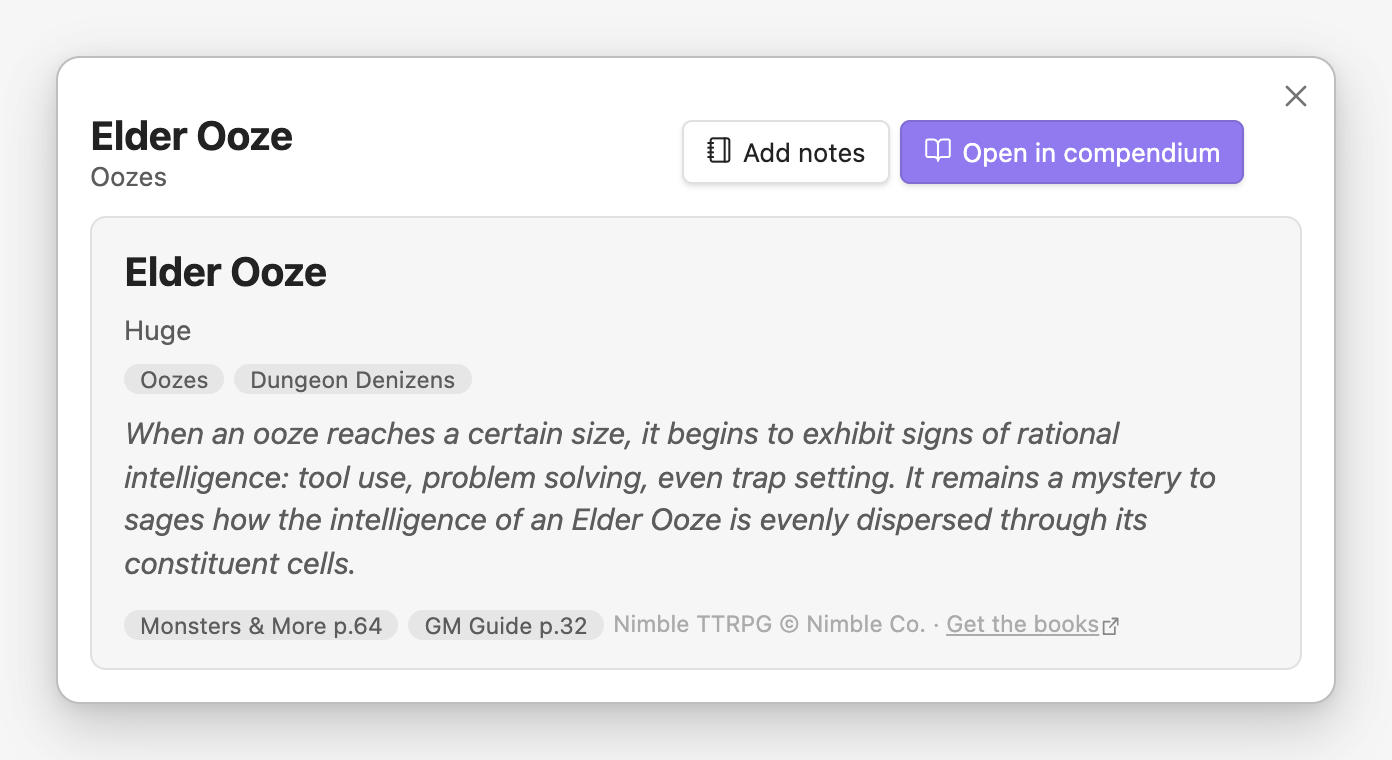 Elder Ooze
Oozes
Add notes
Open in compendium
Elder Ooze
Huge
Oozes
Dungeon Denizens
When an ooze reaches a certain size, it begins to exhibit signs of rational
intelligence: tool use, problem solving, even trap setting. It remains a mystery to
sages how the intelligence of an Elder Ooze is evenly dispersed through its
constituent cells.
Monsters & More p.64 GM Guide p.32 Nimble TTRPG © Nimble Co. · Get the books